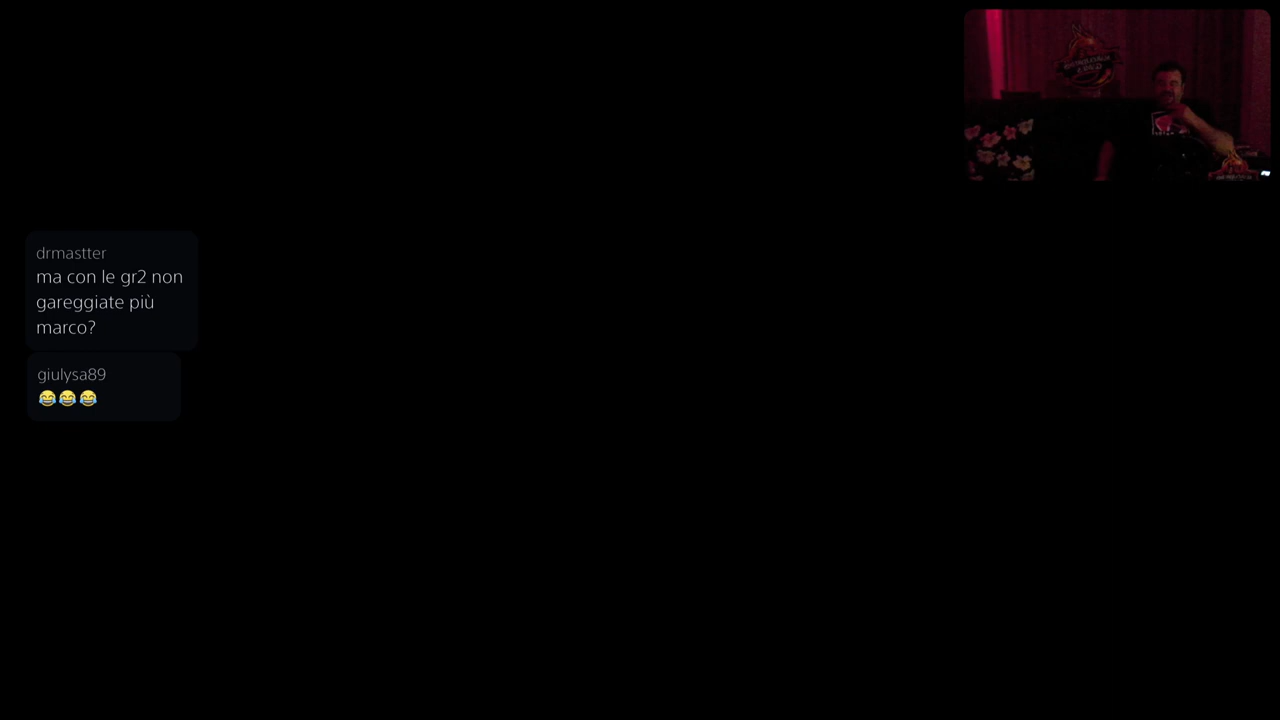 drmastter
ma con le gr2 non
gareggiate più
marco?
giulysa89
😂😂😂